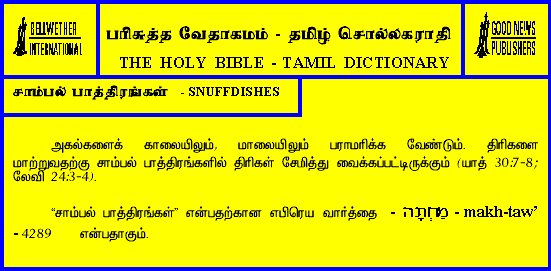 BELLWETHER
INTERNATIONAL
பரிசுத்த வேதாகமம் - தமிழ் சொல்லகராதி
THE HOLY BIBLE - TAMIL DICTIONARY
GOOD NEWS
PUBLISHERS
சாம்பல் பாத்திரங்கள் - SNUFFDISHES
அகல்களைக் காலையிலும், மாலையிலும் பராமரிக்க வேண்டும். திரிகளை
மாற்றுவதற்கு சாம்பல் பாத்திரங்களில் திரிகள் சேமித்து வைக்கப்பட்டிருக்கும் (யாத் 30:7-8;
லேவி 24:3-4).
“சாம்பல் பாத்திரங்கள்” என்பதற்கான எபிரெய வார்த்தை - מַחְתָּה - makh-taw’
- 4289 என்பதாகும்.